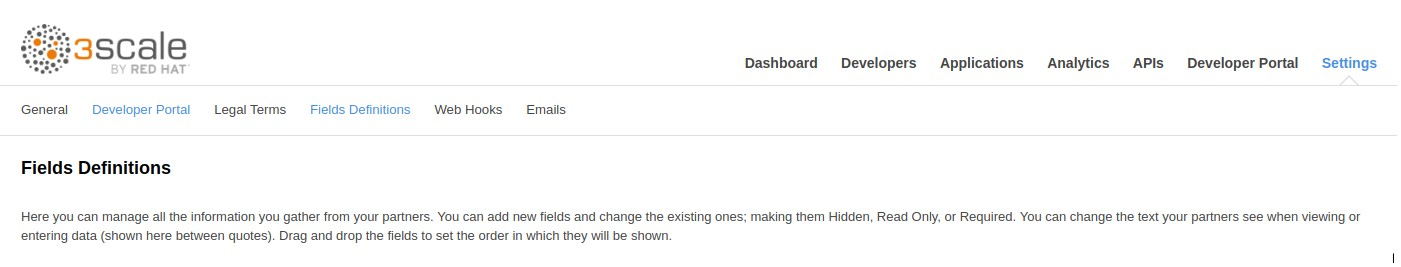 3scale
BY RED HAT
Dashboard Developers Applications Analytics APIs Developer Portal Settings
General Developer Portal Legal Terms Fields Definitions Web Hooks Emails
Fields Definitions
Here you can manage all the information you gather from your partners. You can add new fields and change the existing ones; making them Hidden, Read Only, or Required. You can change the text your partners see when viewing or
entering data (shown here between quotes). Drag and drop the fields to set the order in which they will be shown.